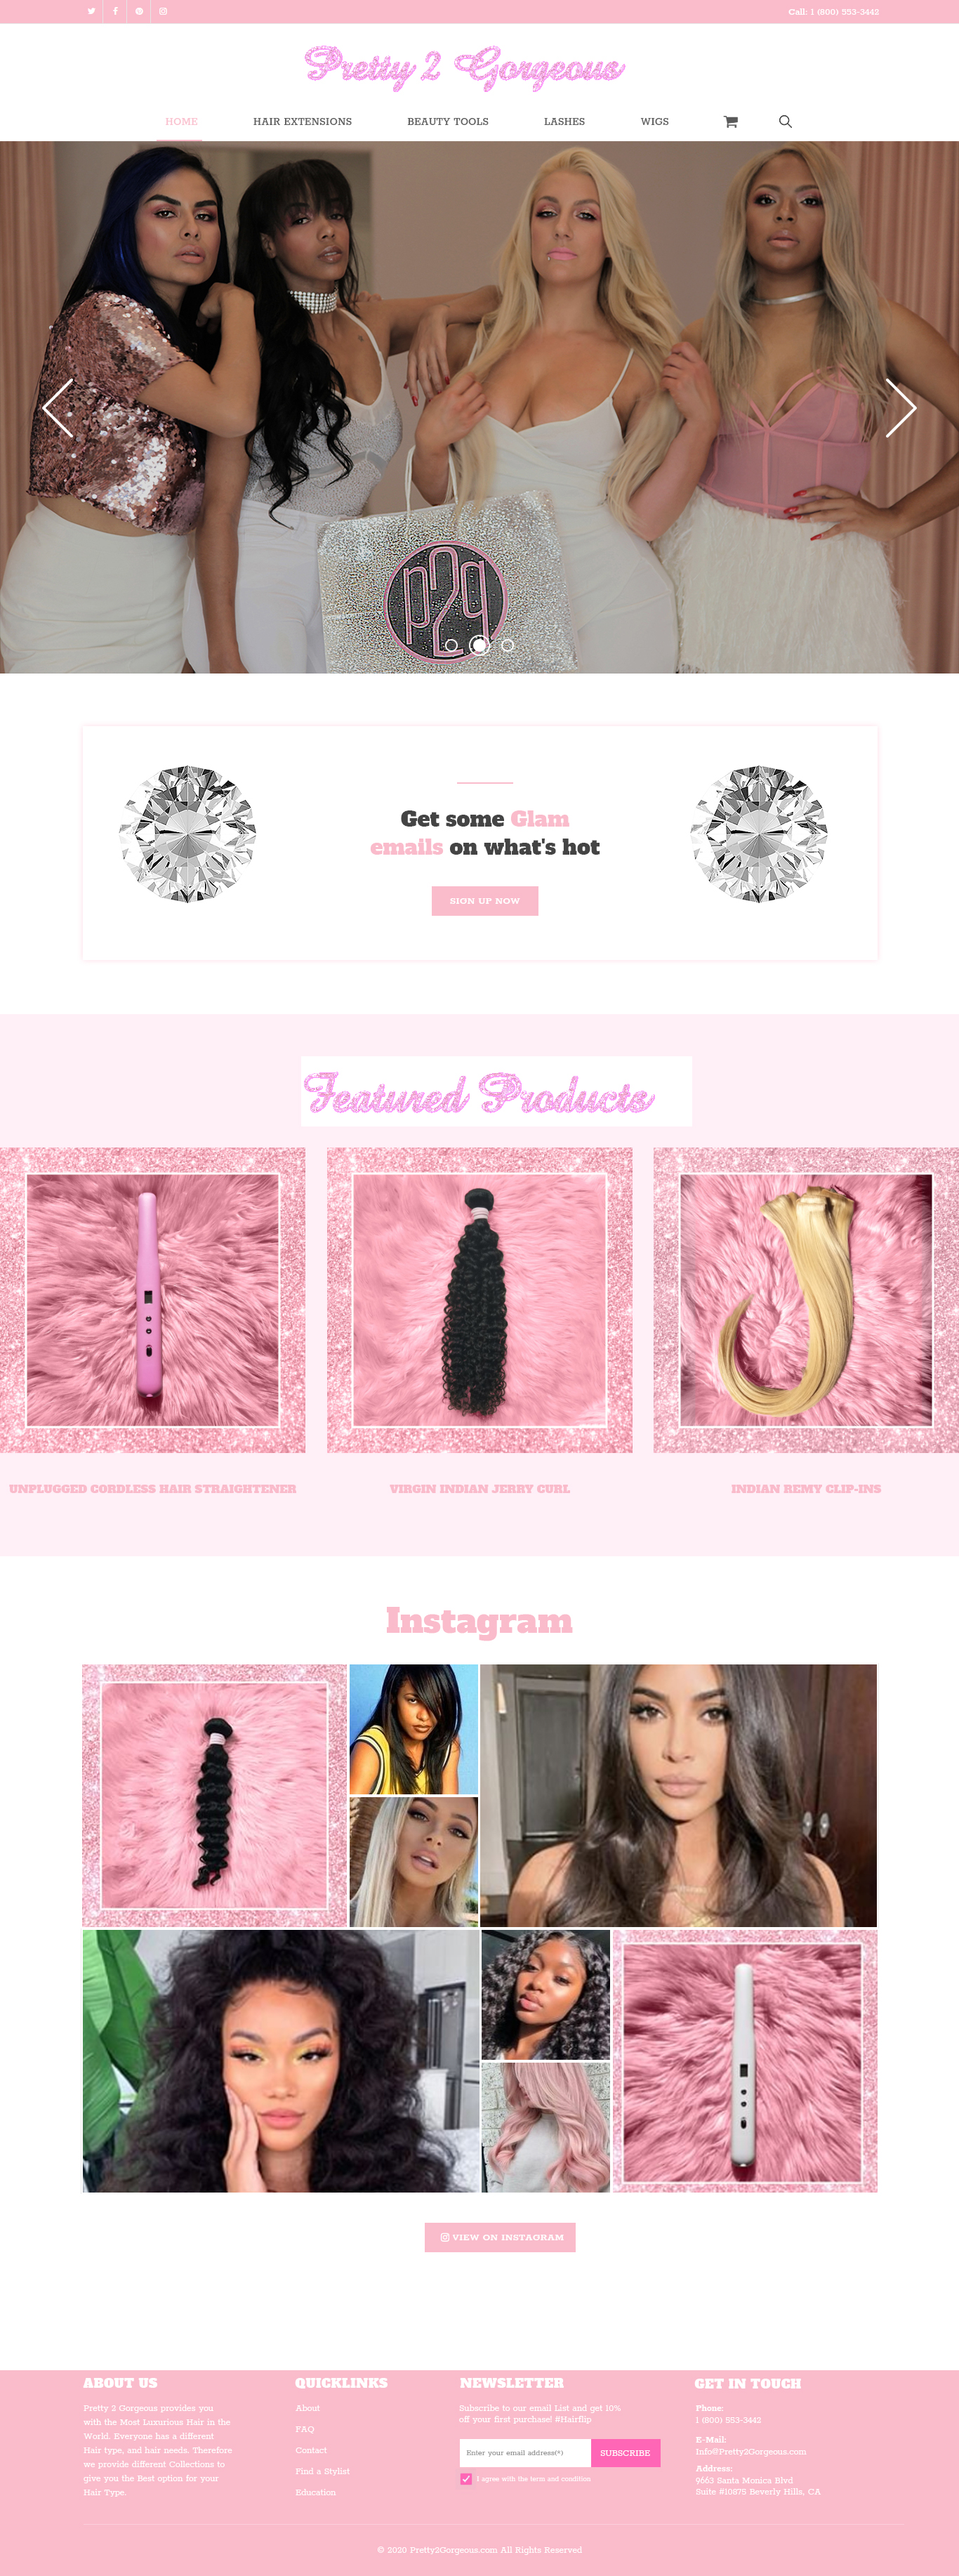 Call: 1 (800) 553-3442
Pretty 2 Gorgeous
HOME HAIR EXTENSIONS BEAUTY TOOLS LASHES WIGS
p2g
Get some Glam
emails on what's hot
SIGN UP NOW
Featured Products
UNPLUGGED CORDLESS HAIR STRAIGHTENER
VIRGIN INDIAN JERRY CURL
INDIAN REMY CLIP-INS
Instagram
VIEW ON INSTAGRAM
ABOUT US
Pretty 2 Gorgeous provides you
with the Most Luxurious Hair in the
World. Everyone has a different
Hair type, and hair needs. Therefore
we provide different Collections to
give you the Best option for your
Hair Type.
QUICKLINKS
About
FAQ
Contact
Find a Stylist
Education
NEWSLETTER
Subscribe to our email List and get 10%
off your first purchase! #Hairflip
Enter your email address(*)
SUBSCRIBE
I agree with the term and condition
GET IN TOUCH
Phone:
1 (800) 553-3442
E-Mail:
Info@Pretty2Gorgeous.com
Address:
9663 Santa Monica Blvd
Suite #10875 Beverly Hills, CA
© 2020 Pretty2Gorgeous.com All Rights Reserved